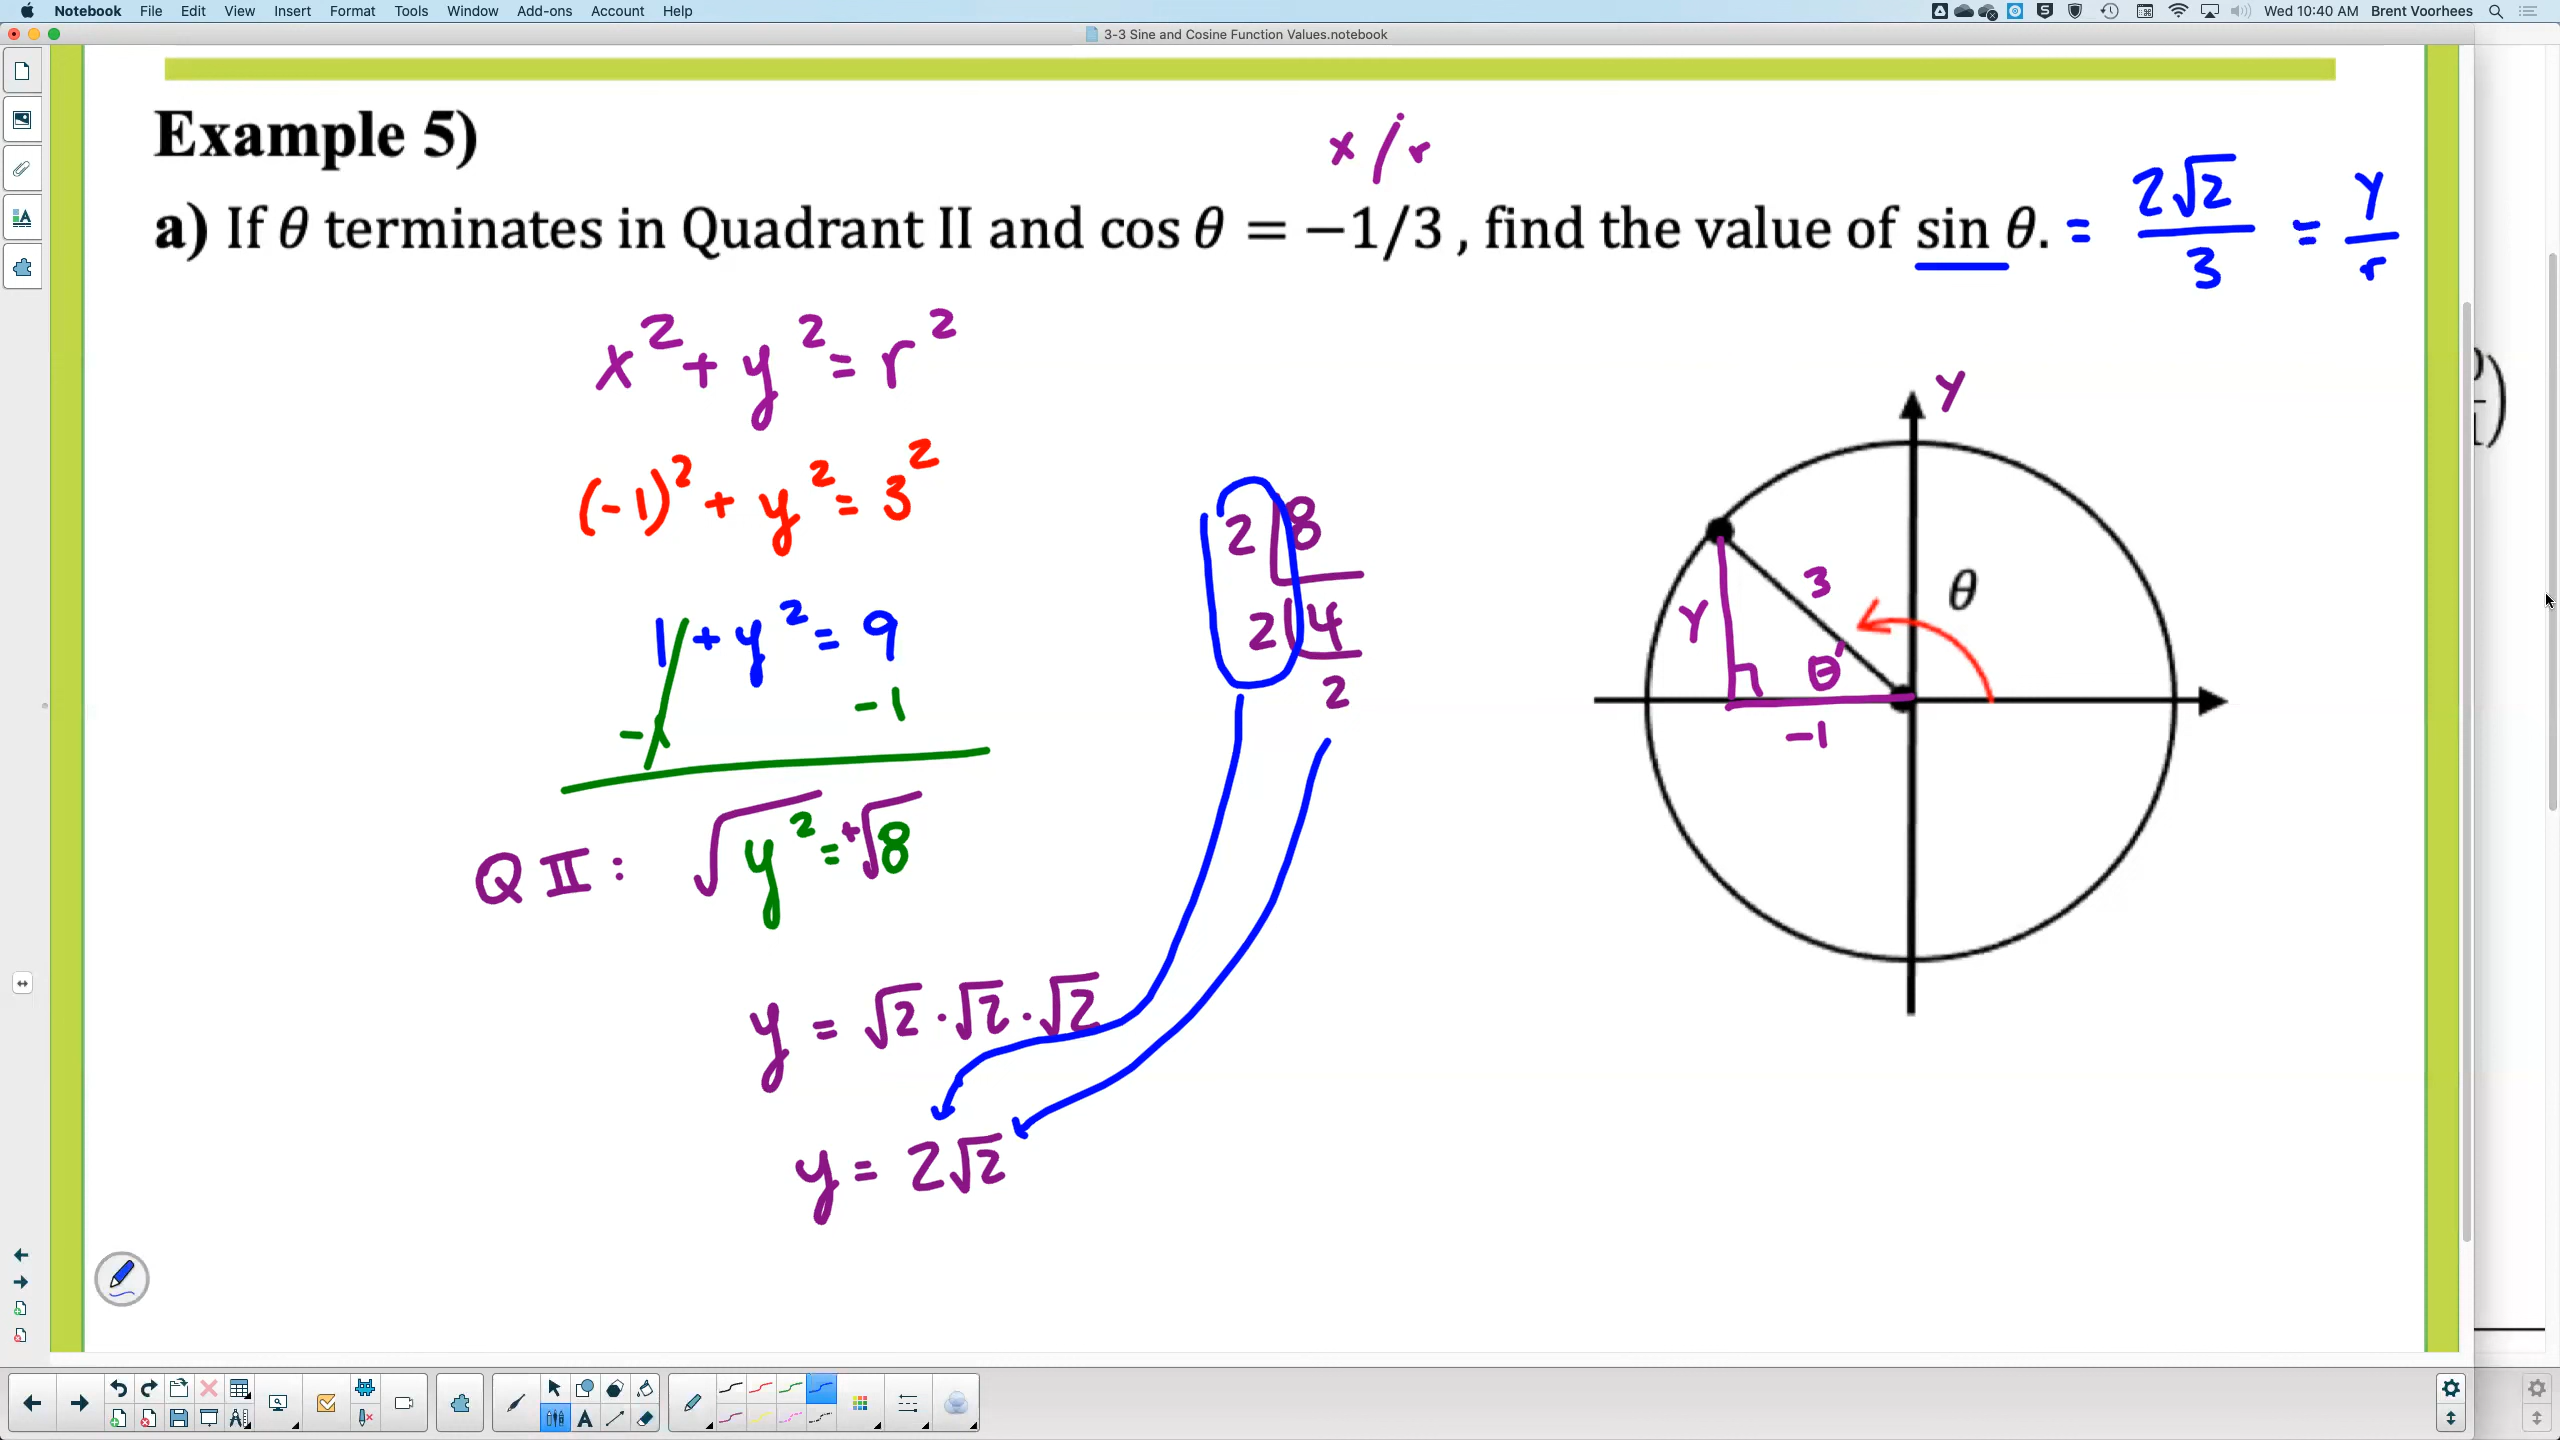 Notebook File Edit View Insert Format Tools Window Add-ons Account Help Wed 10:40 AM Brent Voorhees
3-3 Sine and Cosine Function Values.notebook
Example 5)
x/r
a) If θ terminates in Quadrant II and cos θ = −1/3 , find the value of sin θ. = 2√2/3 = y/r
x² + y² = r²
y
(-1)² + y² = 3²
2 8
3
θ
y
1 + y² = 9
2 4
θ'
-1 -1
2
-1
Q II : √y² = +√8
y = √2 · √2 · √2
y = 2√2